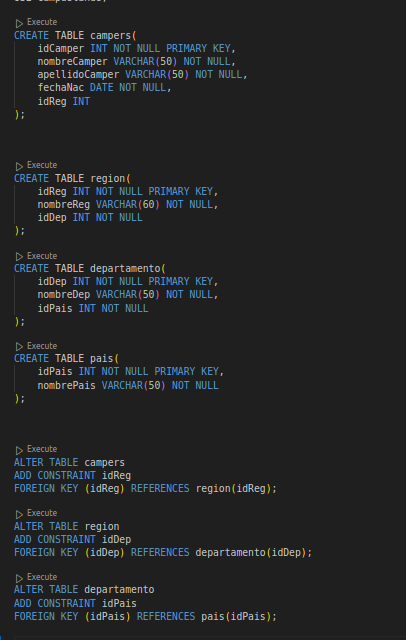 Execute
CREATE TABLE campers(
idCamper INT NOT NULL PRIMARY KEY,
nombreCamper VARCHAR(50) NOT NULL,
apellidoCamper VARCHAR(50) NOT NULL,
fechaNac DATE NOT NULL,
idReg INT
);
Execute
CREATE TABLE region(
idReg INT NOT NULL PRIMARY KEY,
nombreReg VARCHAR(60) NOT NULL,
idDep INT NOT NULL
);
Execute
CREATE TABLE departamento(
idDep INT NOT NULL PRIMARY KEY,
nombreDep VARCHAR(50) NOT NULL,
idPais INT NOT NULL
);
Execute
CREATE TABLE pais(
idPais INT NOT NULL PRIMARY KEY,
nombrePais VARCHAR(50) NOT NULL
);
Execute
ALTER TABLE campers
ADD CONSTRAINT idReg
FOREIGN KEY (idReg) REFERENCES region(idReg);
Execute
ALTER TABLE region
ADD CONSTRAINT idDep
FOREIGN KEY (idDep) REFERENCES departamento(idDep);
Execute
ALTER TABLE departamento
ADD CONSTRAINT idPais
FOREIGN KEY (idPais) REFERENCES pais(idPais);